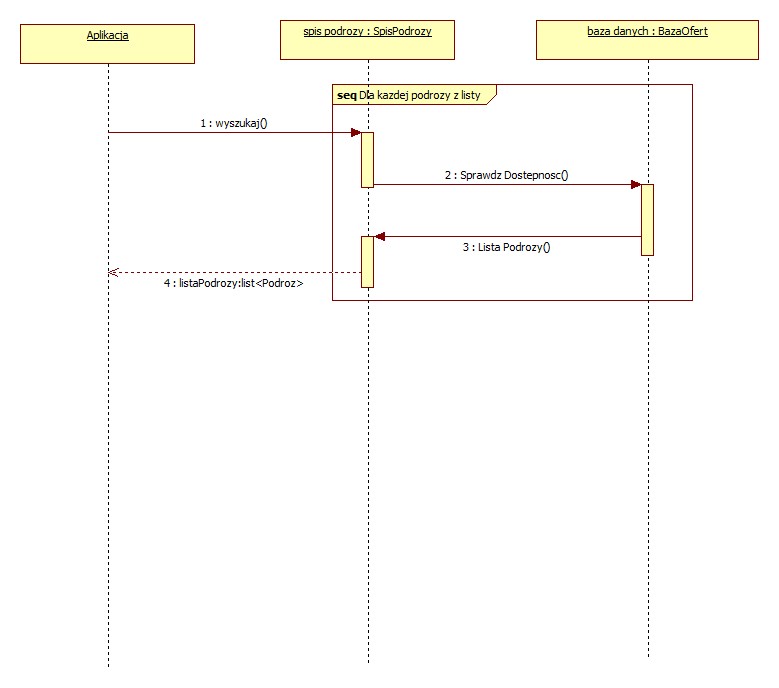 Aplikacja
spis podrozy : SpisPodrozy
baza danych : BazaOfert
seq Dla kazdej podrozy z listy
1 : wyszukaj()
2 : Sprawdz Dostepnosc()
3 : Lista Podrozy()
4 : listaPodrozy:list<Podroz>